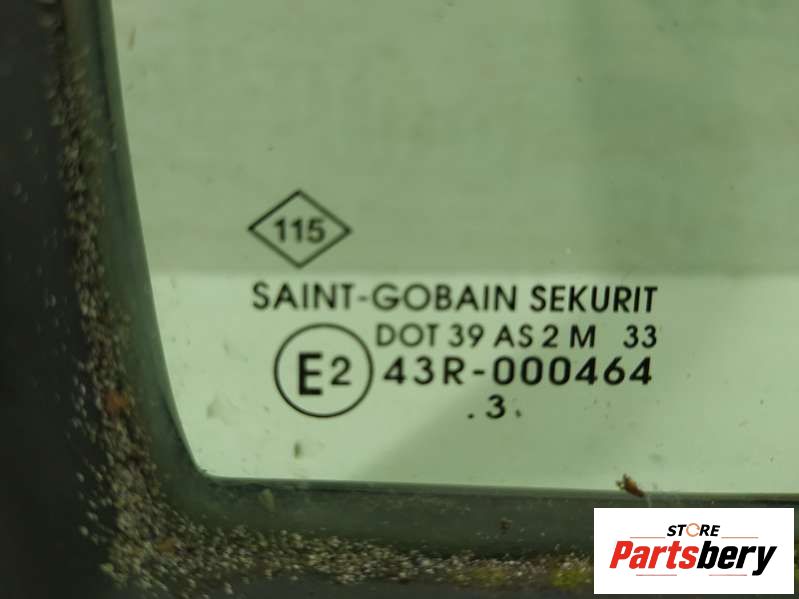 115
SAINT-GOBAIN SEKURIT
DOT 39 AS 2 M 33
E2 43R-000464
.3.
STORE
Partsbery